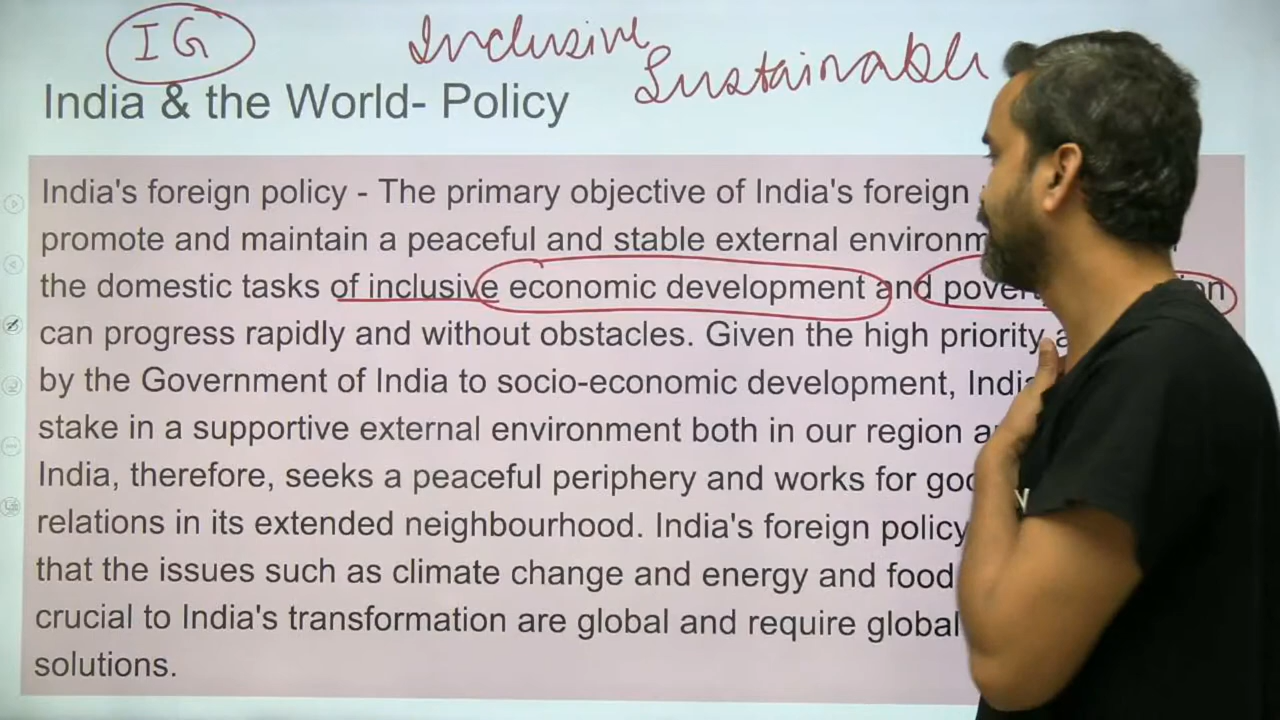 IG Inclusive
Sustainable
India & the World- Policy
India's foreign policy - The primary objective of India's foreign
promote and maintain a peaceful and stable external
the domestic tasks of inclusive economic development and
can progress rapidly and without obstacles. Given the high priority
by the Government of India to socio-economic development,
stake in a supportive external environment both in our region
India, therefore, seeks a peaceful periphery and works for
relations in its extended neighbourhood. India's foreign policy
that the issues such as climate change and energy and food
crucial to India's transformation are global and require global
solutions.